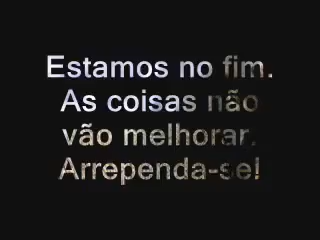 Estamos no fim.
As coisas não
vão melhorar.
Arrependa-se!